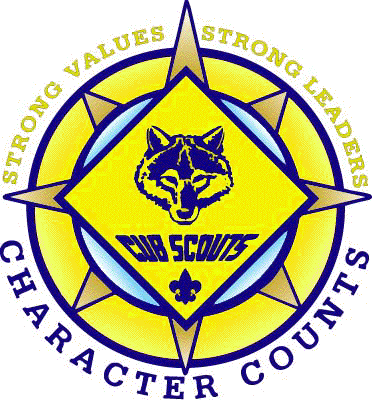 STRONG VALUES STRONG LEADERS
CUB SCOUTS
CHARACTER COUNTS